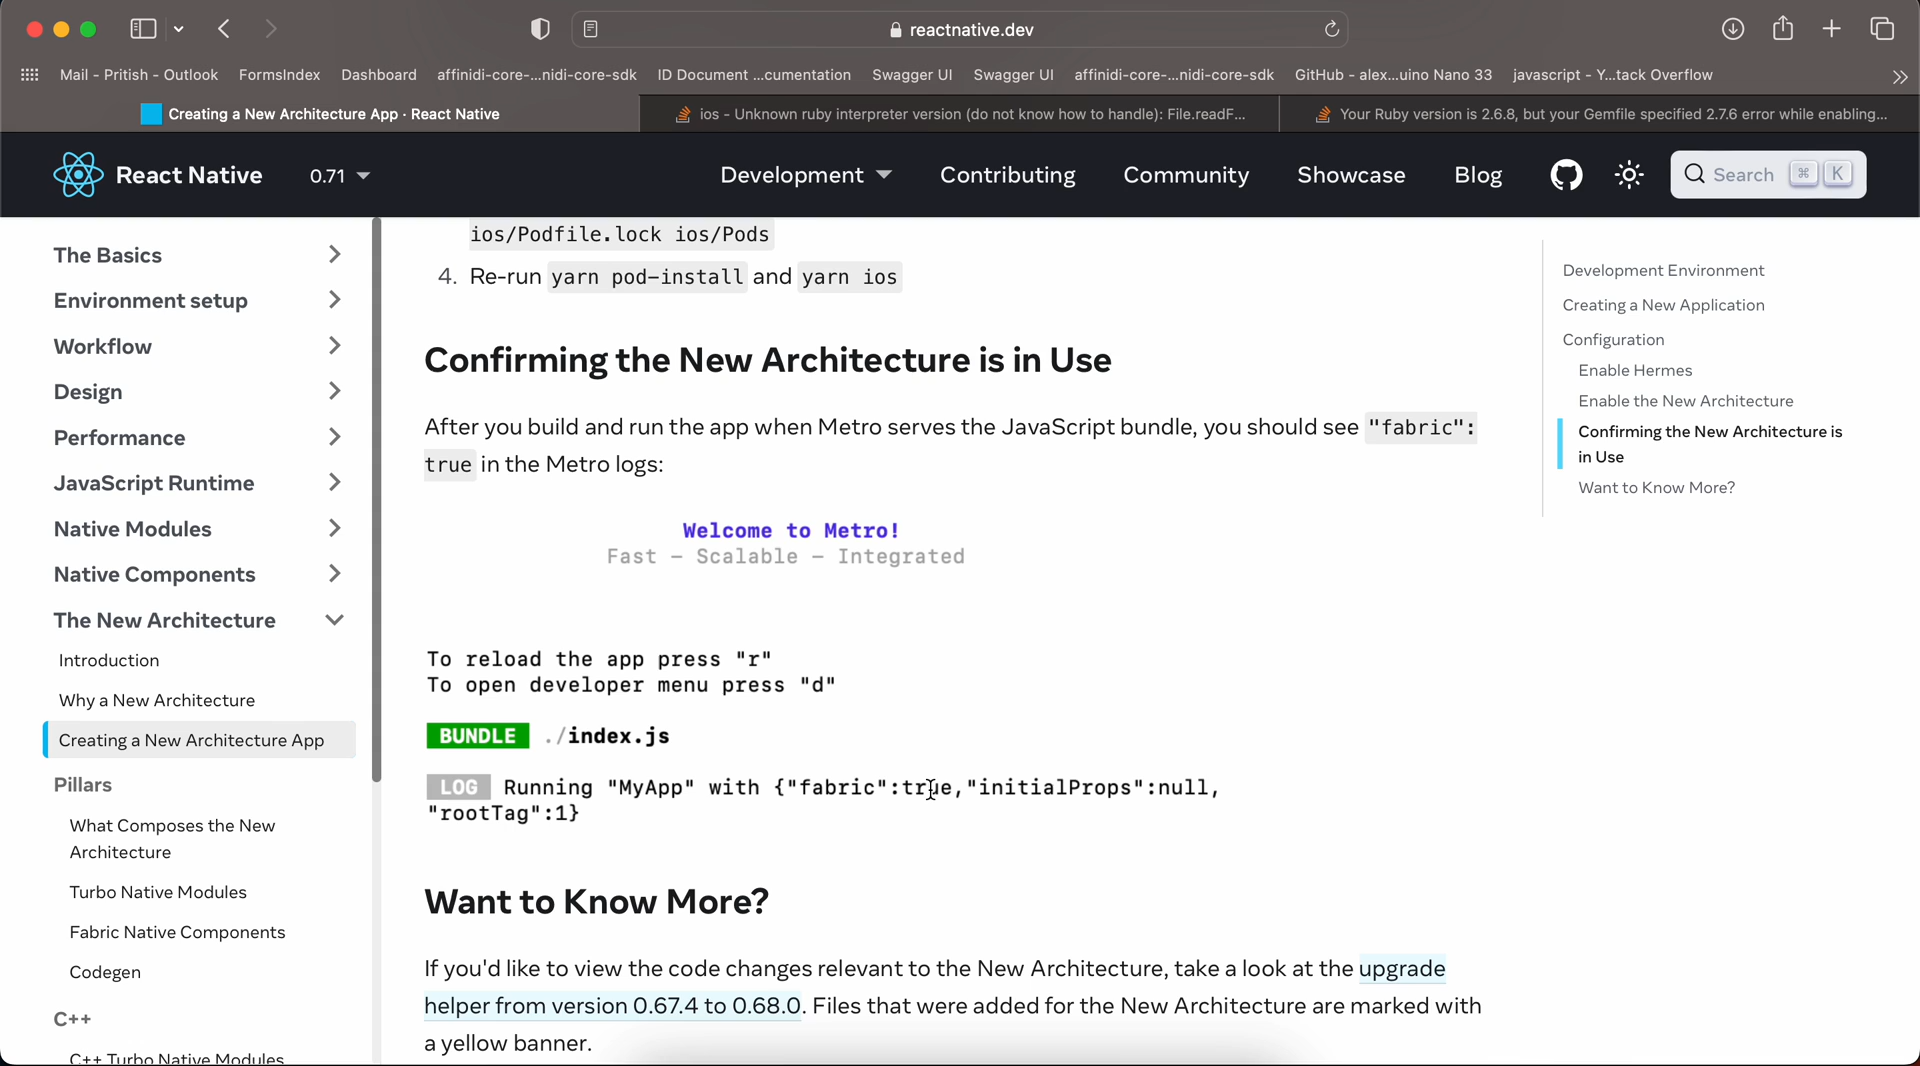 reactnative.dev
Mail - Pritish - Outlook FormsIndex Dashboard affinidi-core-...nidi-core-sdk ID Document ...cumentation Swagger UI Swagger UI affinidi-core-...nidi-core-sdk GitHub - alex...uino Nano 33 javascript - Y...tack Overflow
Creating a New Architecture App · React Native
ios - Unknown ruby interpreter version (do not know how to handle): File.readF...
Your Ruby version is 2.6.8, but your Gemfile specified 2.7.6 error while enabling...
React Native 0.71 Development Contributing Community Showcase Blog Search ⌘ K
The Basics
Environment setup
Workflow
Design
Performance
JavaScript Runtime
Native Modules
Native Components
The New Architecture
Introduction
Why a New Architecture
Creating a New Architecture App
Pillars
What Composes the New
Architecture
Turbo Native Modules
Fabric Native Components
Codegen
C++
C++ Turbo Native Modules
ios/Podfile.lock ios/Pods
4. Re-run yarn pod-install and yarn ios
Confirming the New Architecture is in Use
After you build and run the app when Metro serves the JavaScript bundle, you should see "fabric":
true in the Metro logs:
Welcome to Metro!
Fast - Scalable - Integrated
To reload the app press "r"
To open developer menu press "d"
BUNDLE ./index.js
LOG Running "MyApp" with {"fabric":true,"initialProps":null,
"rootTag":1}
Want to Know More?
If you'd like to view the code changes relevant to the New Architecture, take a look at the upgrade
helper from version 0.67.4 to 0.68.0. Files that were added for the New Architecture are marked with
a yellow banner.
Development Environment
Creating a New Application
Configuration
Enable Hermes
Enable the New Architecture
Confirming the New Architecture is
in Use
Want to Know More?